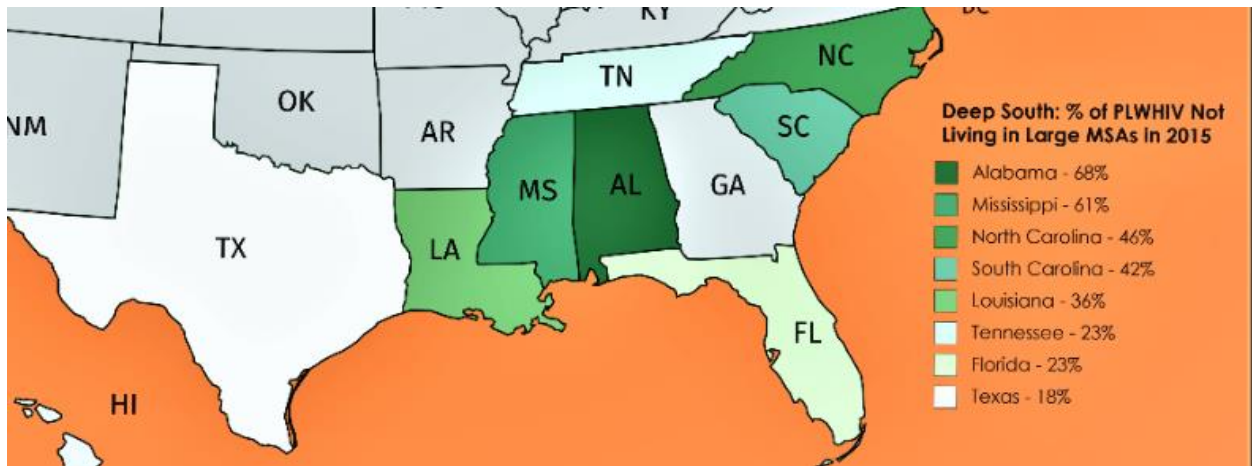 KY
NC
TN
OK
NM
AR
SC
MS
AL
GA
TX
LA
FL
HI
Deep South: % of PLWHIV Not
Living in Large MSAs in 2015
Alabama - 68%
Mississippi - 61%
North Carolina - 46%
South Carolina - 42%
Louisiana - 36%
Tennessee - 23%
Florida - 23%
Texas - 18%